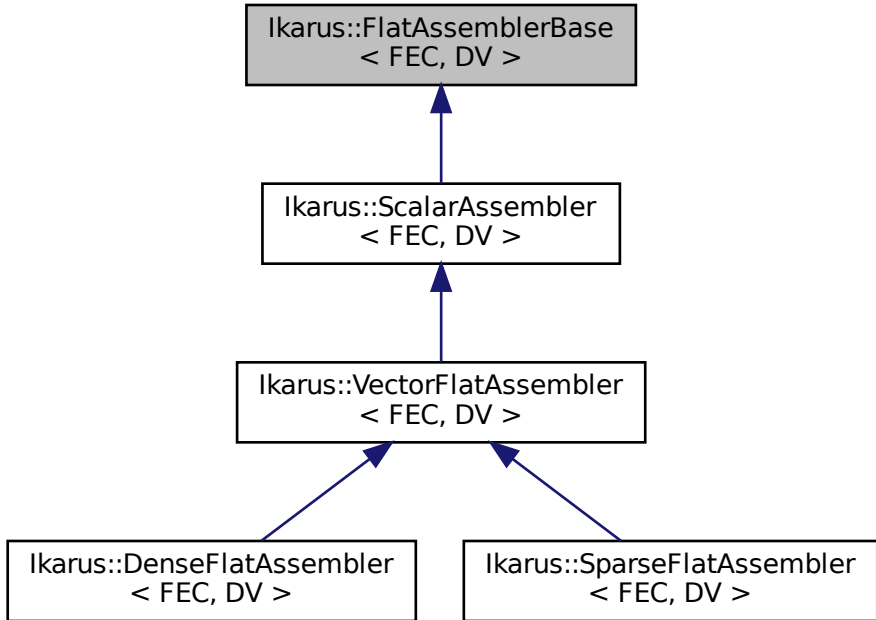 Ikarus::FlatAssemblerBase
< FEC, DV >
Ikarus::ScalarAssembler
< FEC, DV >
Ikarus::VectorFlatAssembler
< FEC, DV >
Ikarus::DenseFlatAssembler
< FEC, DV >
Ikarus::SparseFlatAssembler
< FEC, DV >